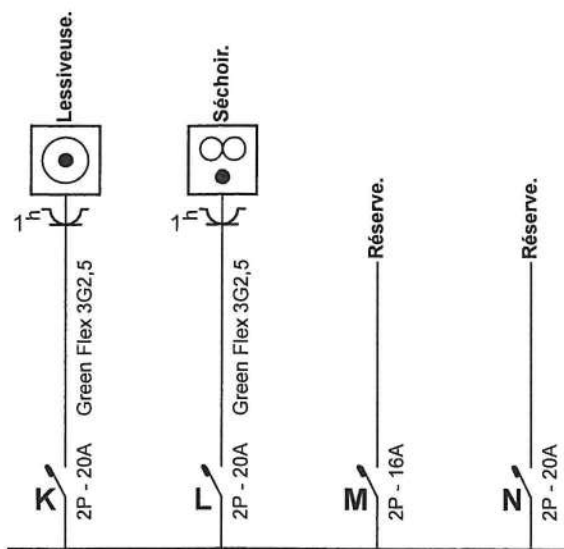 Lessiveuse.
1h
Green Flex 3G2,5
K
2P - 20A
Séchoir.
1h
Green Flex 3G2,5
L
2P - 20A
Réserve.
M
2P - 16A
Réserve.
N
2P - 20A